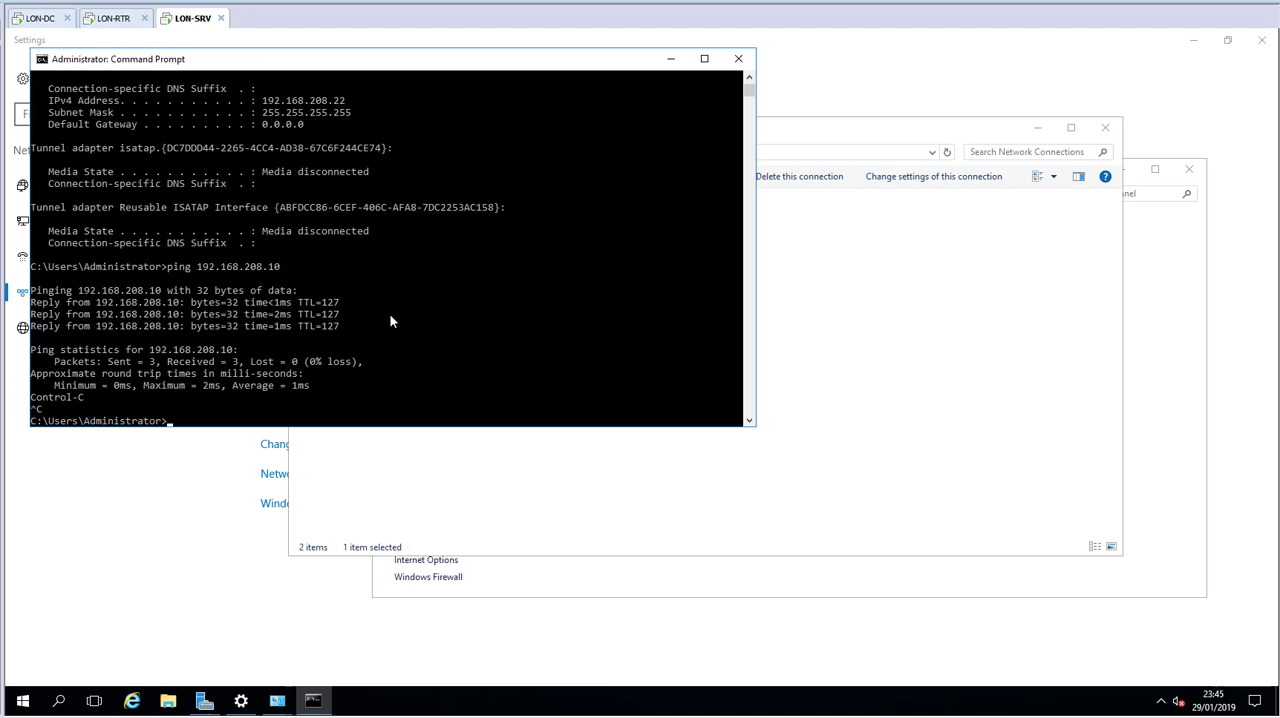 LON-DC
LON-RTR
LON-SRV
Settings
Administrator: Command Prompt
Connection-specific DNS Suffix  . :
IPv4 Address. . . . . . . . . . . : 192.168.208.22
Subnet Mask . . . . . . . . . . . : 255.255.255.255
Default Gateway . . . . . . . . . : 0.0.0.0
Tunnel adapter isatap.{DC7DDD44-2265-4CC4-AD38-67C6F244CE74}:
Media State . . . . . . . . . . . : Media disconnected
Connection-specific DNS Suffix  . :
Tunnel adapter Reusable ISATAP Interface {ABFDCC86-6CEF-406C-AFA8-7DC2253AC158}:
Media State . . . . . . . . . . . : Media disconnected
Connection-specific DNS Suffix  . :
C:\Users\Administrator>ping 192.168.208.10
Pinging 192.168.208.10 with 32 bytes of data:
Reply from 192.168.208.10: bytes=32 time<1ms TTL=127
Reply from 192.168.208.10: bytes=32 time=2ms TTL=127
Reply from 192.168.208.10: bytes=32 time=1ms TTL=127
Ping statistics for 192.168.208.10:
Packets: Sent = 3, Received = 3, Lost = 0 (0% loss),
Approximate round trip times in milli-seconds:
Minimum = 0ms, Maximum = 2ms, Average = 1ms
Control-C
^C
C:\Users\Administrator>
Search Network Connections
Delete this connection
Change settings of this connection
2 items
1 item selected
Internet Options
Windows Firewall
23:45
29/01/2019